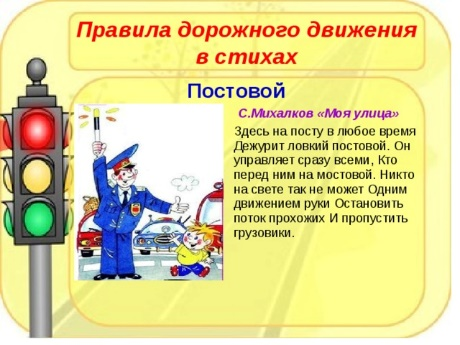 Правила дорожного движения
в стихах
Постовой
С.Михалков «Моя улица»
Здесь на посту в любое время
Дежурит ловкий постовой. Он
управляет сразу всеми, Кто
перед ним на мостовой. Никто
на свете так не может Одним
движением руки Остановить
поток прохожих И пропустить
грузовики.